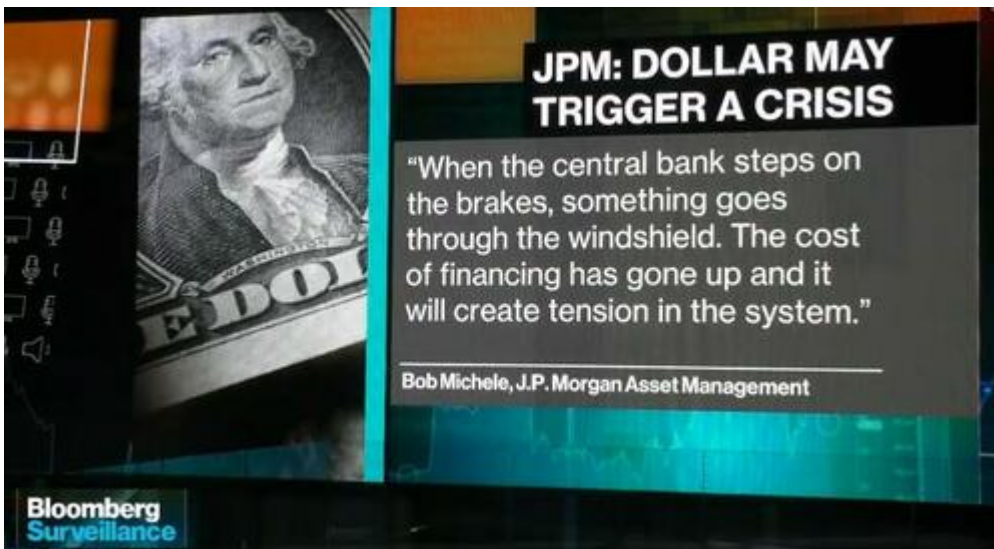 JPM: DOLLAR MAY
TRIGGER A CRISIS
“When the central bank steps on
the brakes, something goes
through the windshield. The cost
of financing has gone up and it
will create tension in the system.”
Bob Michele, J.P. Morgan Asset Management
WASHINGTON
E DOL
Bloomberg
Surveillance